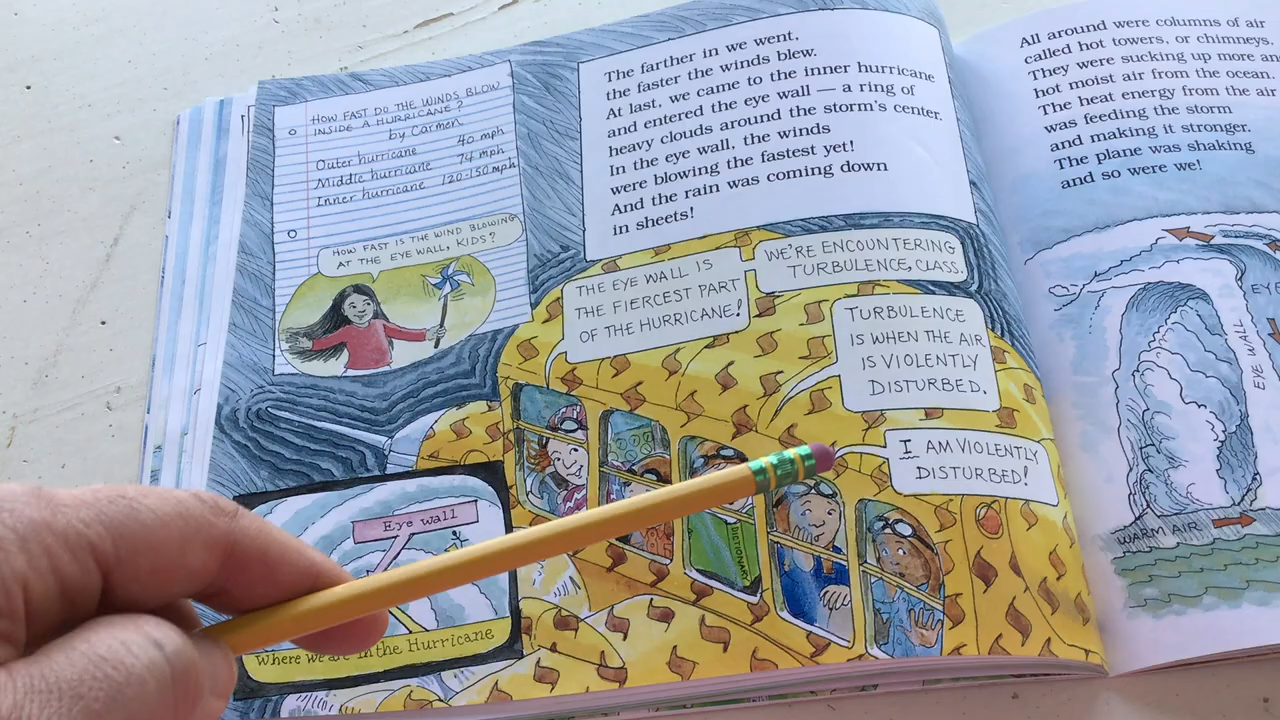 HOW FAST DO THE WINDS BLOW
INSIDE A HURRICANE?
by Carmen
Outer hurricane 40 mph
Middle hurricane 74 mph
Inner hurricane 120-150 mph
HOW FAST IS THE WIND BLOWING
AT THE EYE WALL, KIDS?
The farther in we went,
the faster the winds blew.
At last, we came to the inner hurricane
and entered the eye wall — a ring of
heavy clouds around the storm's center.
In the eye wall, the winds
were blowing the fastest yet!
And the rain was coming down
in sheets!
THE EYE WALL IS
THE FIERCEST PART
OF THE HURRICANE!
WE'RE ENCOUNTERING
TURBULENCE, CLASS.
TURBULENCE
IS WHEN THE AIR
IS VIOLENTLY
DISTURBED.
I AM VIOLENTLY
DISTURBED!
DICTIONARY
Eye wall
Where we are in the Hurricane
All around were columns of air
called hot towers, or chimneys.
They were sucking up more an
hot moist air from the ocean.
The heat energy from the air
was feeding the storm
and making it stronger.
The plane was shaking
and so were we!
EYE
EYE WALL
WARM AIR